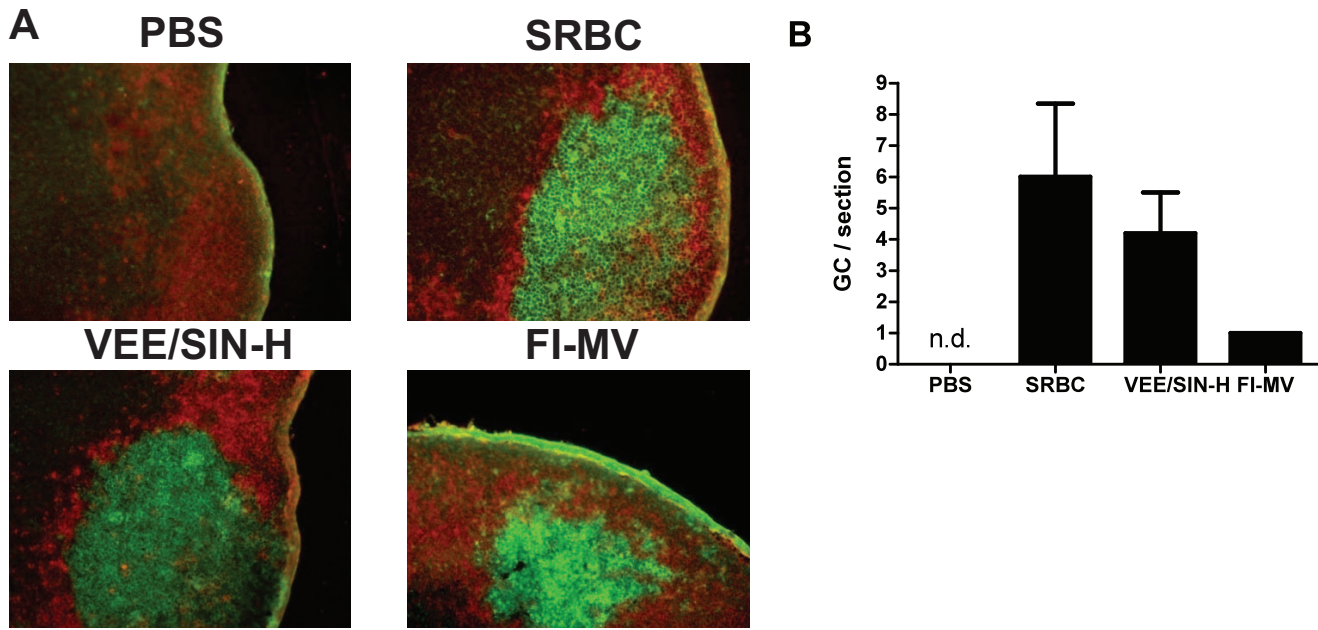 A
PBS
SRBC
VEE/SIN-H
FI-MV
B
GC / section
9
8
7
6
5
4
3
2
1
0
n.d.
PBS
SRBC
VEE/SIN-H
FI-MV